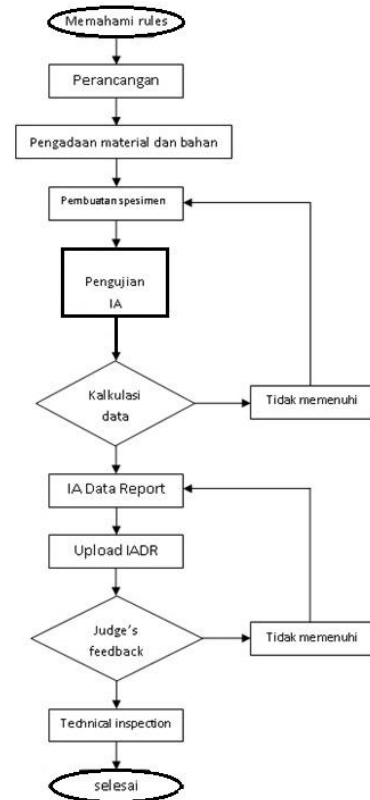 Memahami rules
Perancangan
Pengadaan material dan bahan
Pembuatan spesimen
Pengujian
IA
Kalkulasi
data
Tidak memenuhi
IA Data Report
Upload IADR
Judge's
feedback
Tidak memenuhi
Technical inspection
selesai